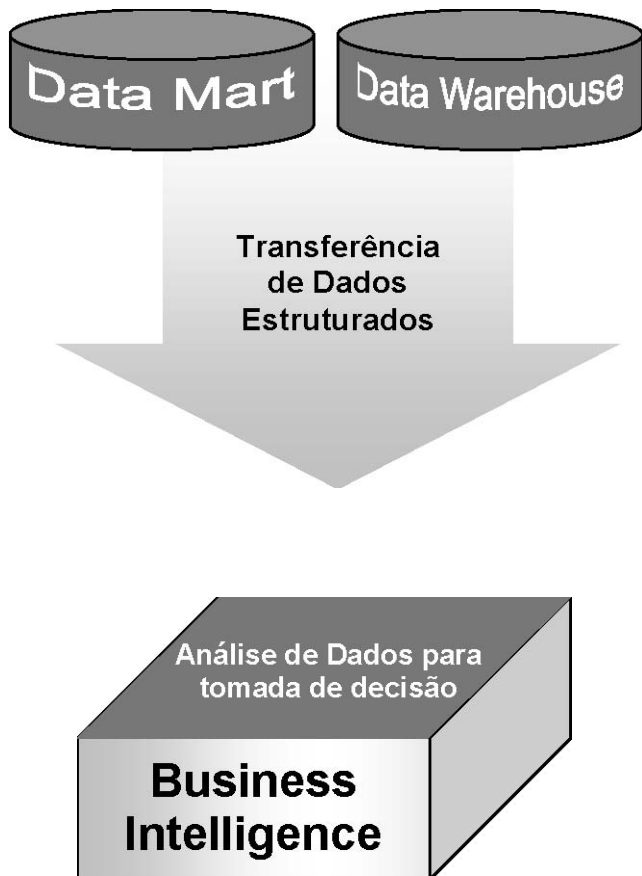 Data Mart
Data Warehouse
Transferência
de Dados
Estruturados
Análise de Dados para
tomada de decisão
Business
Intelligence